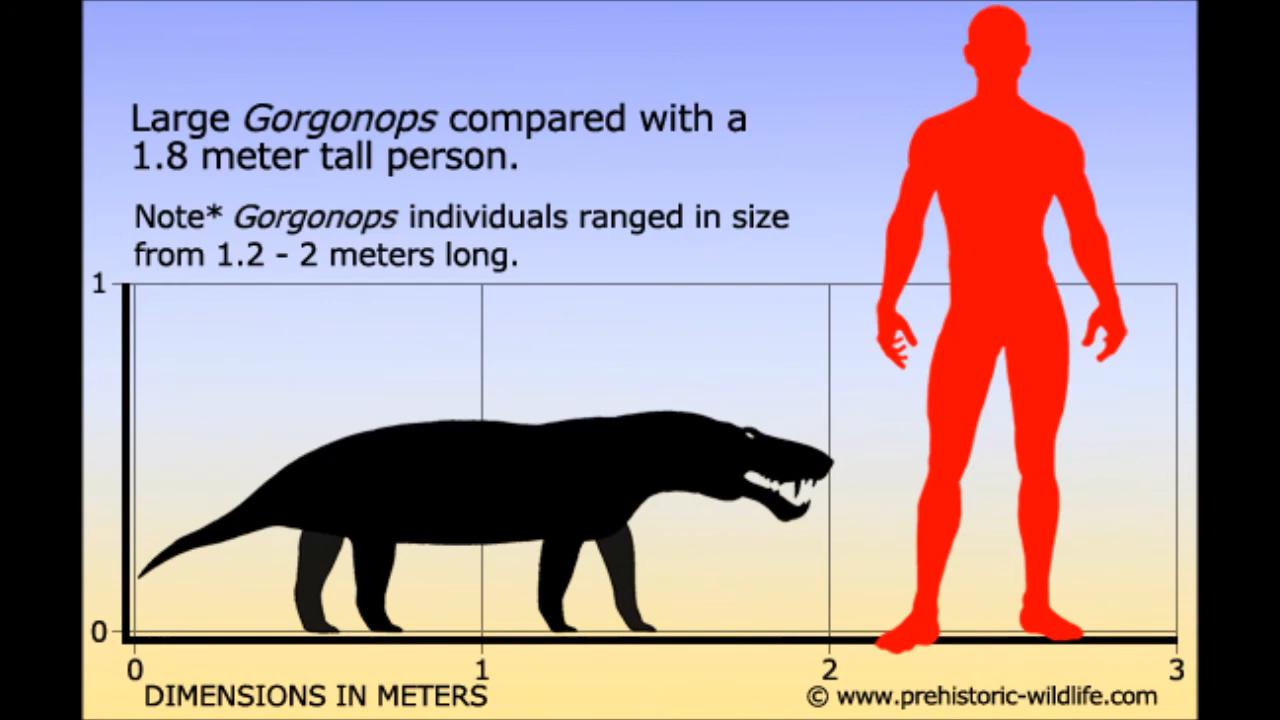 Large Gorgonops compared with a
1.8 meter tall person.
Note* Gorgonops individuals ranged in size
from 1.2 - 2 meters long.
1
0
0 1 2 3
DIMENSIONS IN METERS
© www.prehistoric-wildlife.com